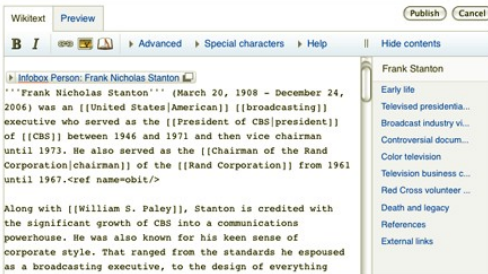 Wikitext Preview Publish Cancel
B I Advanced Special characters Help Hide contents
Infobox Person: Frank Nicholas Stanton
'''Frank Nicholas Stanton''' (March 20, 1908 – December 24,
2006) was an [[United States|American]] [[broadcasting]]
executive who served as the [[President of CBS|president]]
of [[CBS]] between 1946 and 1971 and then vice chairman
until 1973. He also served as the [[Chairman of the Rand
Corporation|chairman]] of the [[Rand Corporation]] from 1961
until 1967.<ref name=obit/>
Along with [[William S. Paley]], Stanton is credited with
the significant growth of CBS into a communications
powerhouse. He was also known for his keen sense of
corporate style. That ranged from the standards he espoused
as a broadcasting executive, to the design of everything
Frank Stanton
Early life
Televised presidentia...
Broadcast industry vi...
Controversial docum...
Color television
Television business c...
Red Cross volunteer ...
Death and legacy
References
External links